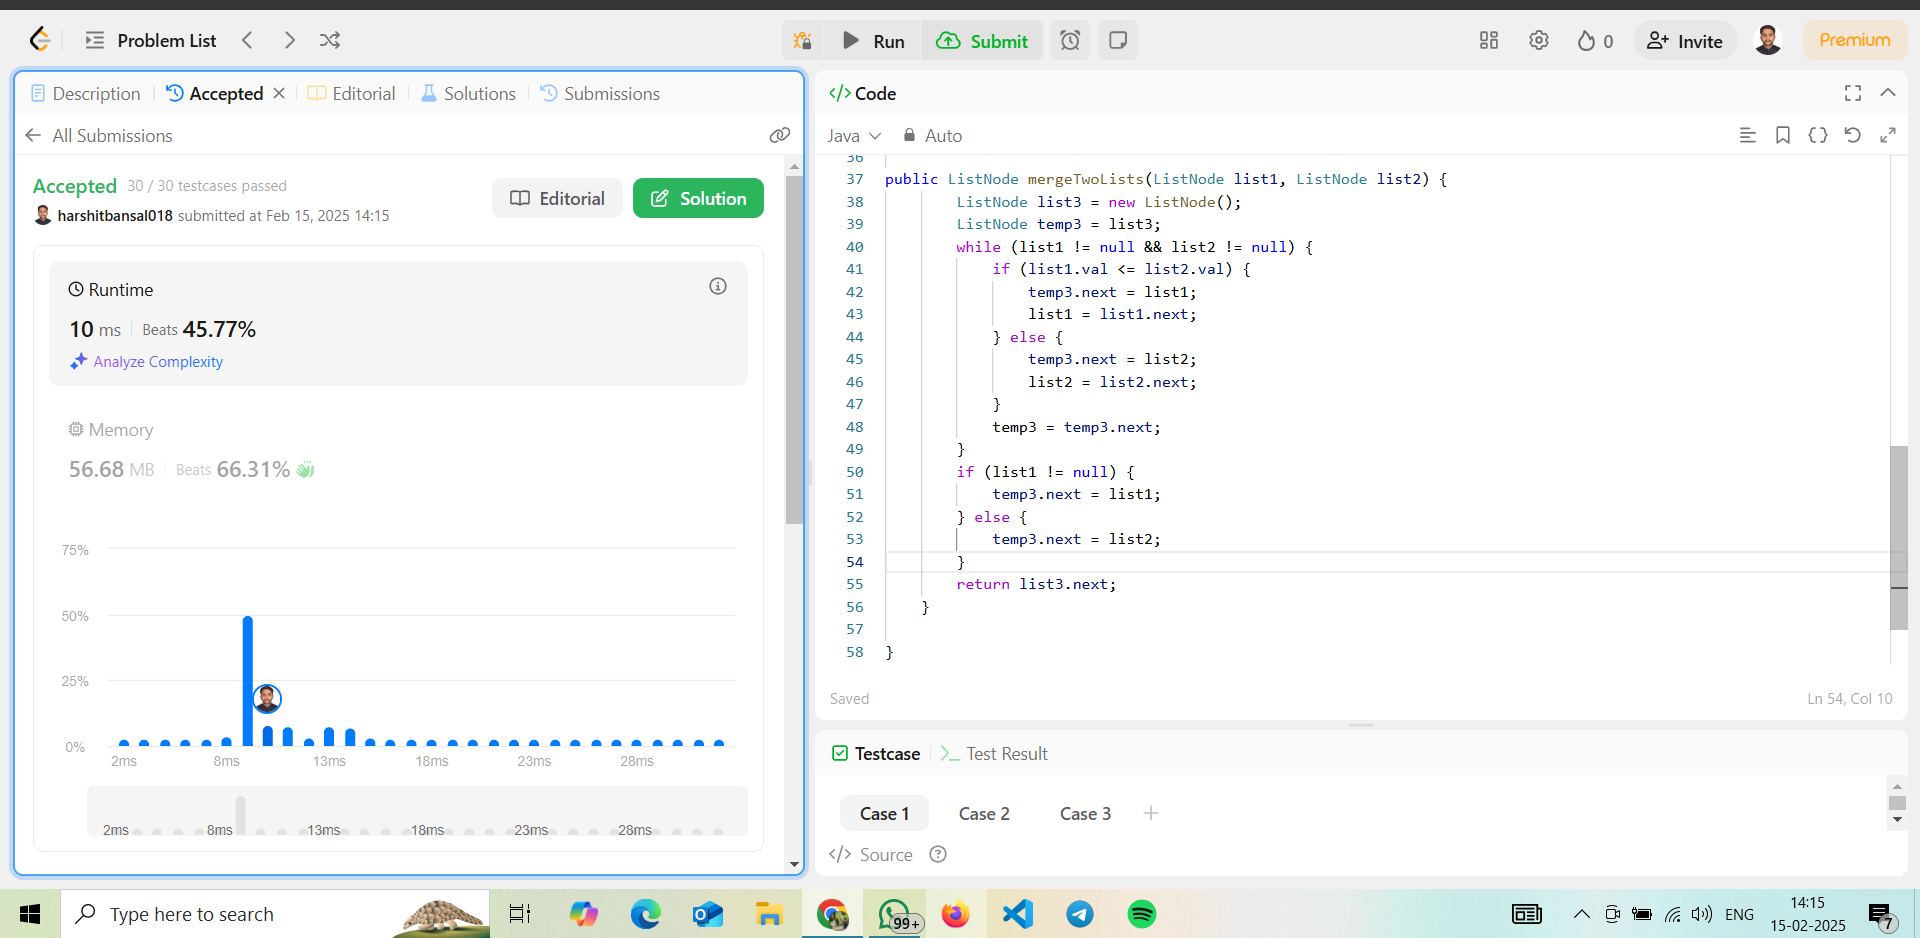 Problem List
Run
Submit
0
Invite
Premium
Description
Accepted
Editorial
Solutions
Submissions
All Submissions
Accepted 30 / 30 testcases passed
harshitbansal018 submitted at Feb 15, 2025 14:15
Editorial
Solution
Runtime
10 ms Beats 45.77%
Analyze Complexity
Memory
56.68 MB Beats 66.31%
75%
50%
25%
0%
2ms 8ms 13ms 18ms 23ms 28ms
2ms 8ms 13ms 18ms 23ms 28ms
</> Code
Java Auto
36
37 public ListNode mergeTwoLists(ListNode list1, ListNode list2) {
38 ListNode list3 = new ListNode();
39 ListNode temp3 = list3;
40 while (list1 != null && list2 != null) {
41 if (list1.val <= list2.val) {
42 temp3.next = list1;
43 list1 = list1.next;
44 } else {
45 temp3.next = list2;
46 list2 = list2.next;
47 }
48 temp3 = temp3.next;
49 }
50 if (list1 != null) {
51 temp3.next = list1;
52 } else {
53 temp3.next = list2;
54 }
55 return list3.next;
56 }
57
58 }
Saved
Ln 54, Col 10
Testcase
Test Result
Case 1 Case 2 Case 3 +
</> Source
Type here to search
99+
ENG
14:15
15-02-2025
7